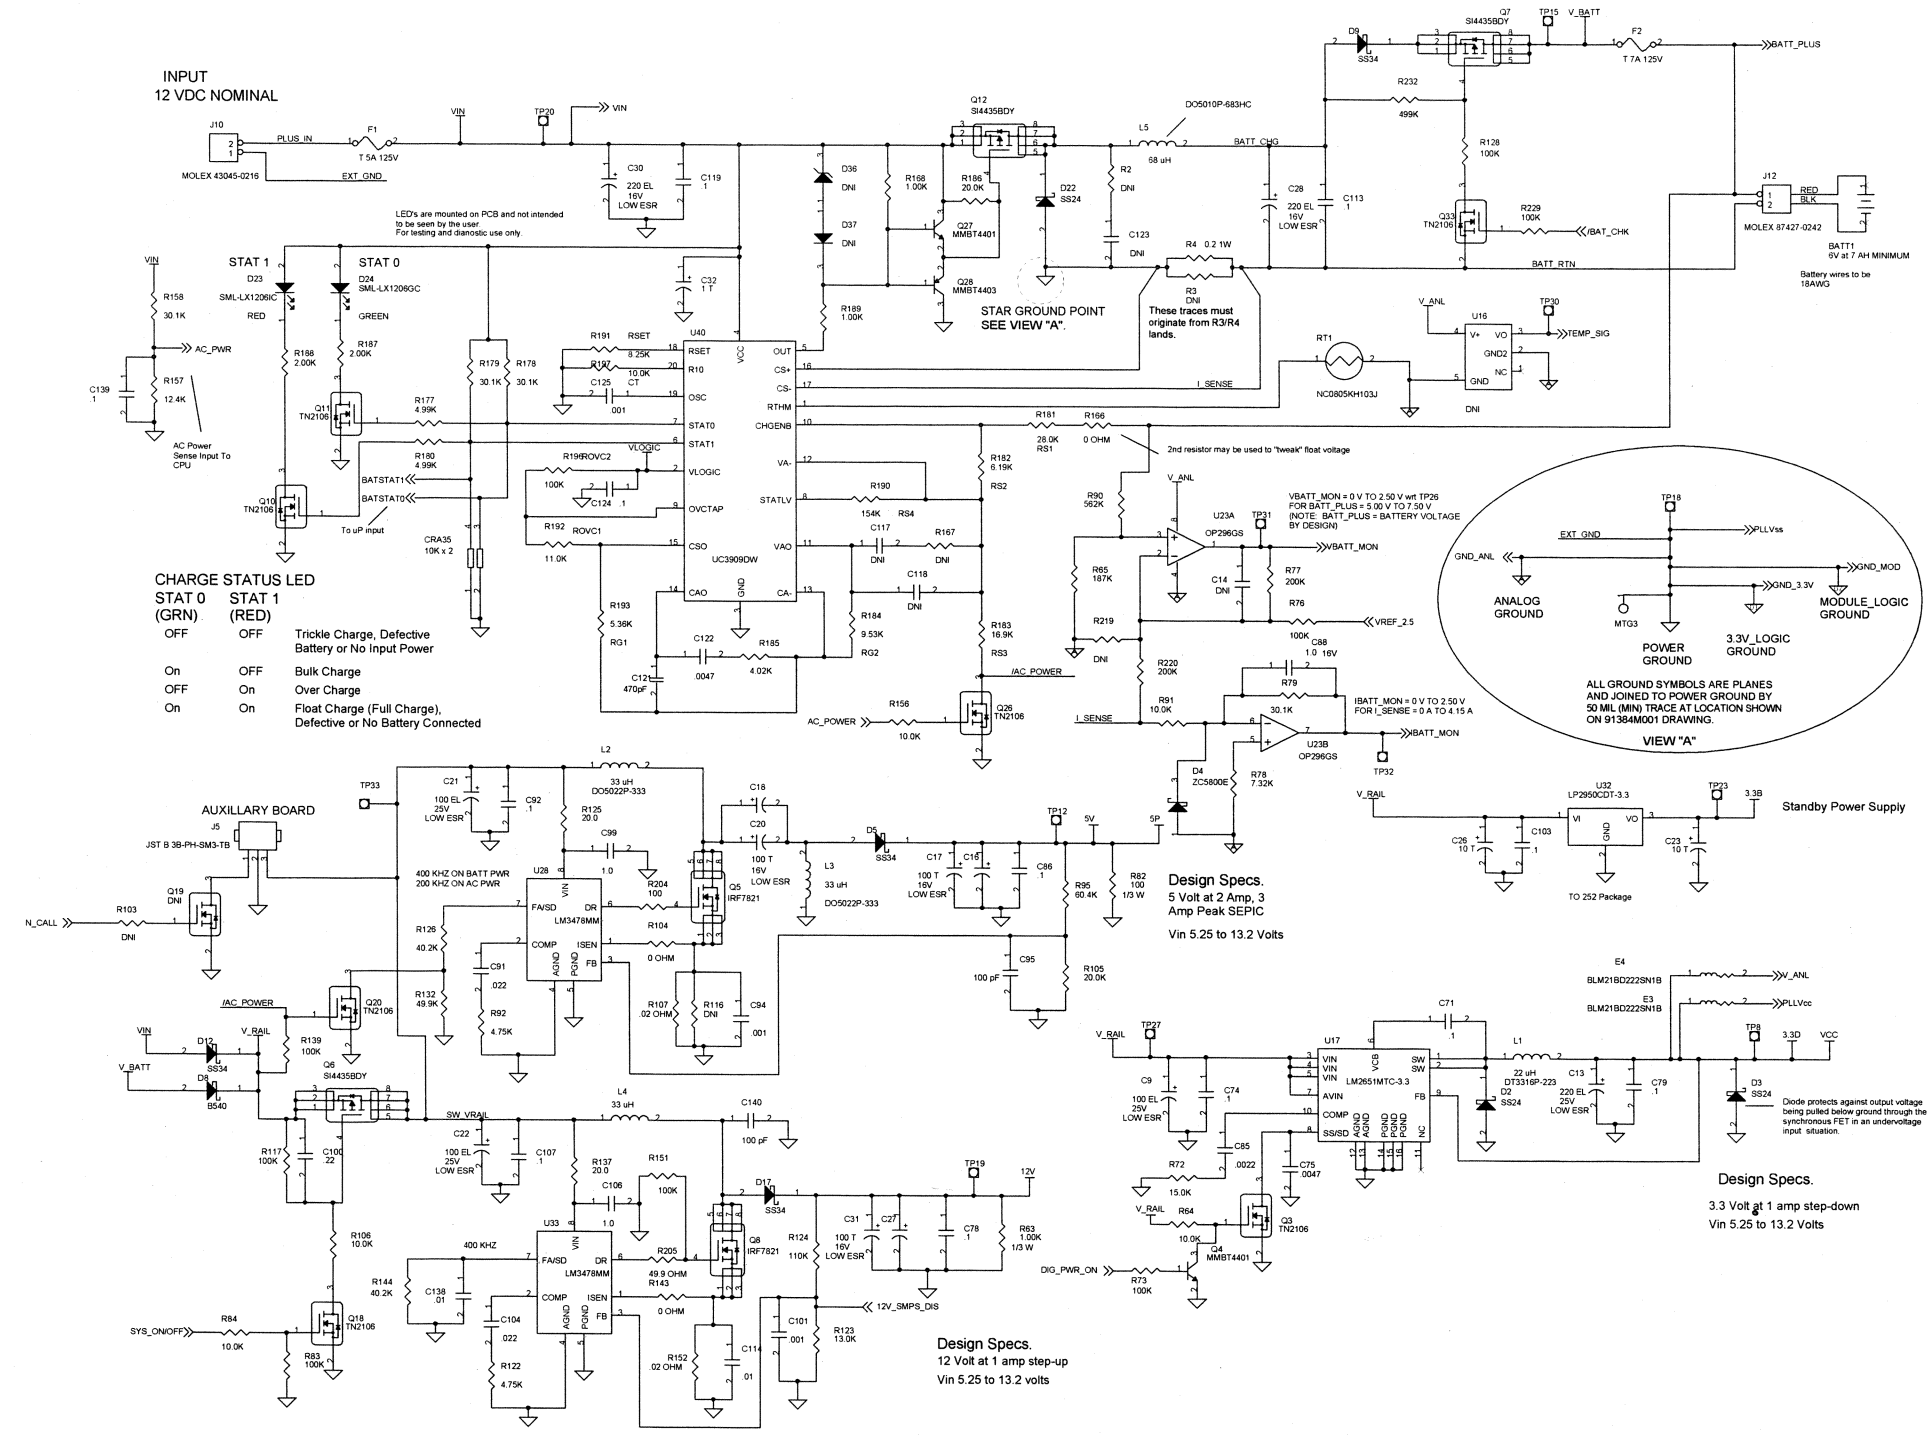 INPUT
12 VDC NOMINAL
J10
2
1
MOLEX 43045-0216
PLUS_IN
EXT_GND
F1
T 5A 125V
VIN
TP20
VIN
C30
220 EL
16V
LOW ESR
C119
.1
LED's are mounted on PCB and not intended
to be seen by the user.
For testing and dianostic use only.
D36
DNI
D37
DNI
R168
1.00K
R186
20.0K
Q12
SI4435BDY
Q27
MMBT4401
Q28
MMBT4403
R189
1.00K
D22
SS24
R2
DNI
C123
DNI
L5
68 uH
DO5010P-683HC
BATT_CHG
C28
220 EL
16V
LOW ESR
C113
.1
D9
SS34
Q7
SI4435BDY
TP15
V_BATT
F2
T 7A 125V
BATT_PLUS
R232
499K
R128
100K
Q33
TN2106
R229
100K
/BAT_CHK
BATT_RTN
J12
1
2
RED
BLK
MOLEX 87427-0242
BATT1
6V at 7 AH MINIMUM
Battery wires to be
18AWG
STAR GROUND POINT
SEE VIEW "A".
R4 0.2 1W
R3
DNI
These traces must
originate from R3/R4
lands.
VIN
R158
30.1K
AC_PWR
C139
.1
R157
12.4K
AC Power
Sense Input To
CPU
STAT 1
D23
SML-LX1206IC
RED
STAT 0
D24
SML-LX1206GC
GREEN
R188
2.00K
R187
2.00K
Q11
TN2106
Q10
TN2106
R177
4.99K
R180
4.99K
BATSTAT1
BATSTAT0
To uP input
CRA35
10K x 2
R179
30.1K
R178
30.1K
C32
1 T
U40
UC3909DW
RSET
R10
OSC
STAT0
STAT1
VLOGIC
OVCTAP
CSO
CAO
VCC
GND
OUT
CS+
CS-
RTHM
CHGENB
VA-
STATLV
VAO
CA-
R191
RSET
8.25K
R197
10.0K
C125
CT
.001
VLOGIC
R196
ROVC2
100K
C124
.1
R192
ROVC1
11.0K
R193
5.36K
RG1
C121
470pF
C122
.0047
R185
4.02K
R184
9.53K
RG2
R190
154K
RS4
C117
DNI
R167
DNI
C118
DNI
R182
6.19K
RS2
R183
16.9K
RS3
/AC_POWER
AC_POWER
R156
10.0K
Q26
TN2106
I_SENSE
R181
28.0K
RS1
R166
0 OHM
2nd resistor may be used to "tweak" float voltage
RT1
NC0805KH103J
V_ANL
U16
V+
VO
GND2
NC
GND
DNI
TP30
TEMP_SIG
R90
562K
V_ANL
U23A
OP296GS
TP31
VBATT_MON
VBATT_MON = 0 V TO 2.50 V wrt TP26
FOR BATT_PLUS = 5.00 V TO 7.50 V
(NOTE: BATT_PLUS = BATTERY VOLTAGE
BY DESIGN)
R65
187K
C14
DNI
R77
200K
R76
100K
VREF_2.5
R219
DNI
R220
200K
C88
1.0 16V
R79
30.1K
I_SENSE
R91
10.0K
U23B
OP296GS
IBATT_MON = 0 V TO 2.50 V
FOR I_SENSE = 0 A TO 4.15 A
IBATT_MON
TP32
D4
ZC5800E
R78
7.32K
TP18
PLLVss
EXT_GND
GND_ANL
GND_MOD
GND_3.3V
MTG3
ANALOG
GROUND
POWER
GROUND
3.3V_LOGIC
GROUND
MODULE_LOGIC
GROUND
ALL GROUND SYMBOLS ARE PLANES
AND JOINED TO POWER GROUND BY
50 MIL (MIN) TRACE AT LOCATION SHOWN
ON 91384M001 DRAWING.
VIEW "A"
CHARGE STATUS LED
STAT 0 STAT 1
(GRN) (RED)
OFF OFF Trickle Charge, Defective
Battery or No Input Power
On OFF Bulk Charge
OFF On Over Charge
On On Float Charge (Full Charge),
Defective or No Battery Connected
V_RAIL
U32
LP2950CDT-3.3
VI
VO
GND
TP23
3.3B
Standby Power Supply
C26
10 T
C103
.1
C23
10 T
TO 252 Package
TP33
AUXILLARY BOARD
J5
JST B 3B-PH-SM3-TB
Q19
DNI
N_CALL
R103
DNI
C21
100 EL
25V
LOW ESR
C92
.1
L2
33 uH
DO5022P-333
R125
20.0
C99
1.0
400 KHZ ON BATT PWR
200 KHZ ON AC PWR
U28
VIN
FA/SD
DR
LM3478MM
COMP
ISEN
AGND
PGND
FB
R204
100
R104
0 OHM
Q5
IRF7821
C18
C20
100 T
16V
LOW ESR
L3
33 uH
DO5022P-333
D5
SS34
C17
100 T
16V
LOW ESR
C16
C86
.1
TP12
5V
5P
R95
60.4K
R82
100
1/3 W
C95
100 pF
R105
20.0K
Design Specs.
5 Volt at 2 Amp, 3
Amp Peak SEPIC
Vin 5.25 to 13.2 Volts
R126
40.2K
R132
49.9K
C91
.022
R92
4.75K
R107
.02 OHM
R116
DNI
C94
.001
/AC_POWER
Q20
TN2106
VIN
D12
SS34
V_RAIL
R139
100K
V_BATT
D8
B540
Q6
SI4435BDY
R117
100K
C100
.22
R106
10.0K
Q18
TN2106
SYS_ON/OFF
R84
10.0K
R83
100K
SW_VRAIL
C22
100 EL
25V
LOW ESR
C107
.1
L4
33 uH
C140
100 pF
R137
20.0
C106
1.0
R151
100K
400 KHZ
U33
VIN
FA/SD
DR
LM3478MM
COMP
ISEN
AGND
PGND
FB
R144
40.2K
C138
.01
C104
.022
R122
4.75K
R205
49.9 OHM
R143
0 OHM
Q8
IRF7821
D17
SS34
R124
110K
C31
100 T
16V
LOW ESR
C27
C78
.1
TP19
12V
R63
1.00K
1/3 W
12V_SMPS_DIS
C101
.001
R123
13.0K
R152
.02 OHM
C114
.01
Design Specs.
12 Volt at 1 amp step-up
Vin 5.25 to 13.2 volts
V_RAIL
TP27
C9
100 EL
25V
LOW ESR
C74
.1
U17
VIN
VIN
VIN
AVIN
COMP
SS/SD
VCB
SW
SW
FB
LM2651MTC-3.3
AGND
AGND
PGND
PGND
PGND
NC
C71
.1
L1
22 uH
DT3316P-223
D2
SS24
C13
220 EL
25V
LOW ESR
C79
.1
E4
BLM21BD222SN1B
V_ANL
E3
BLM21BD222SN1B
PLLVcc
TP8
3.3D
VCC
D3
SS24
Diode protects against output voltage
being pulled below ground through the
synchronous FET in an undervoltage
input situation.
C85
.0022
R72
15.0K
C75
.0047
V_RAIL
R64
10.0K
Q3
TN2106
Q4
MMBT4401
DIG_PWR_ON
R73
100K
Design Specs.
3.3 Volt at 1 amp step-down
Vin 5.25 to 13.2 Volts